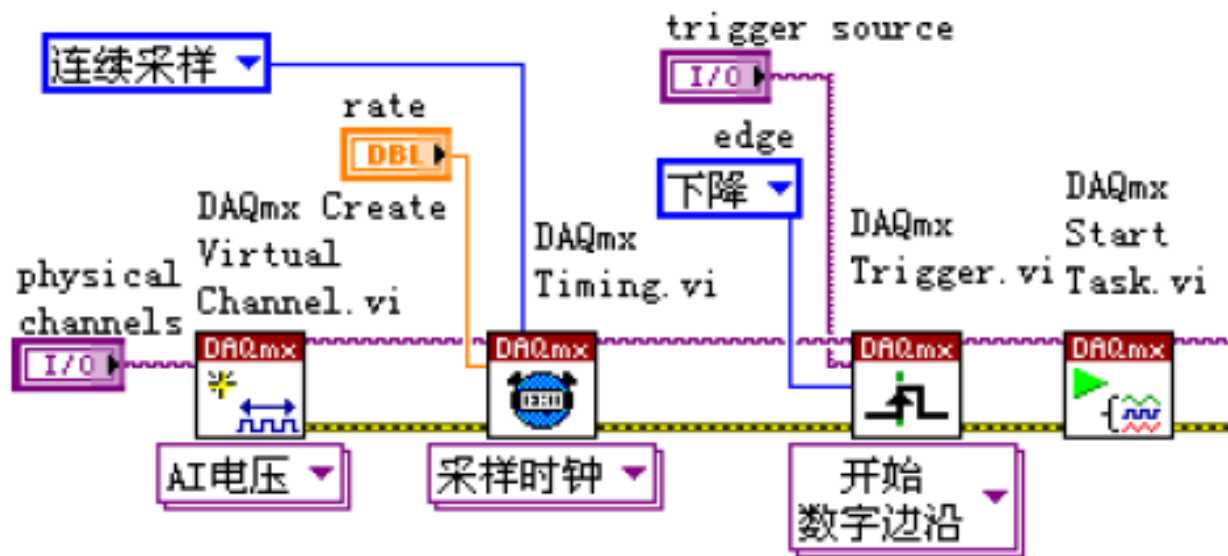 连续采样
rate
DBL
trigger source
I/O
edge
下降
physical
channels
I/O
DAQmx Create
Virtual
Channel.vi
DAQmx
AI电压
DAQmx
Timing.vi
DAQmx
采样时钟
DAQmx
Trigger.vi
DAQmx
开始
数字边沿
DAQmx
Start
Task.vi
DAQmx